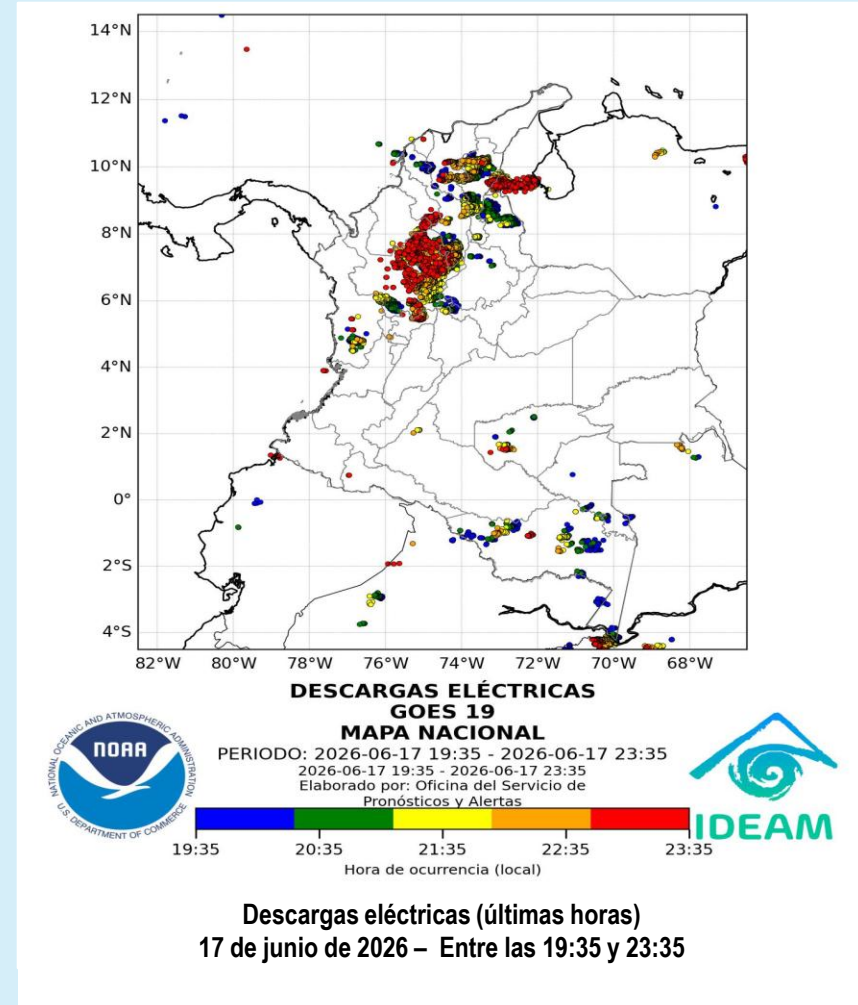 14°N
12°N
10°N
8°N
6°N
4°N
2°N
0°
2°S
4°S
82°W 80°W 78°W 76°W 74°W 72°W 70°W 68°W
DESCARGAS ELÉCTRICAS
GOES 19
MAPA NACIONAL
PERIODO: 2026-06-17 19:35 - 2026-06-17 23:35
2026-06-17 19:35 - 2026-06-17 23:35
Elaborado por: Oficina del Servicio de
Pronósticos y Alertas
NATIONAL OCEANIC AND ATMOSPHERIC ADMINISTRATION
NOAA
U.S. DEPARTMENT OF COMMERCE
IDEAM
19:35 20:35 21:35 22:35 23:35
Hora de ocurrencia (local)
Descargas eléctricas (últimas horas)
17 de junio de 2026 – Entre las 19:35 y 23:35